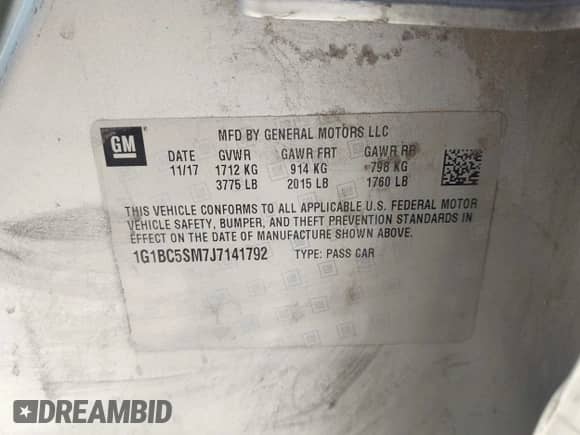 GM
MFD BY GENERAL MOTORS LLC
DATE GVWR GAWR FRT GAWR RR
11/17 1712 KG 914 KG 798 KG
3775 LB 2015 LB 1760 LB
THIS VEHICLE CONFORMS TO ALL APPLICABLE U.S. FEDERAL MOTOR
VEHICLE SAFETY, BUMPER, AND THEFT PREVENTION STANDARDS IN
EFFECT ON THE DATE OF MANUFACTURE SHOWN ABOVE.
1G1BC5SM7J7141792 TYPE: PASS CAR
DREAMBID